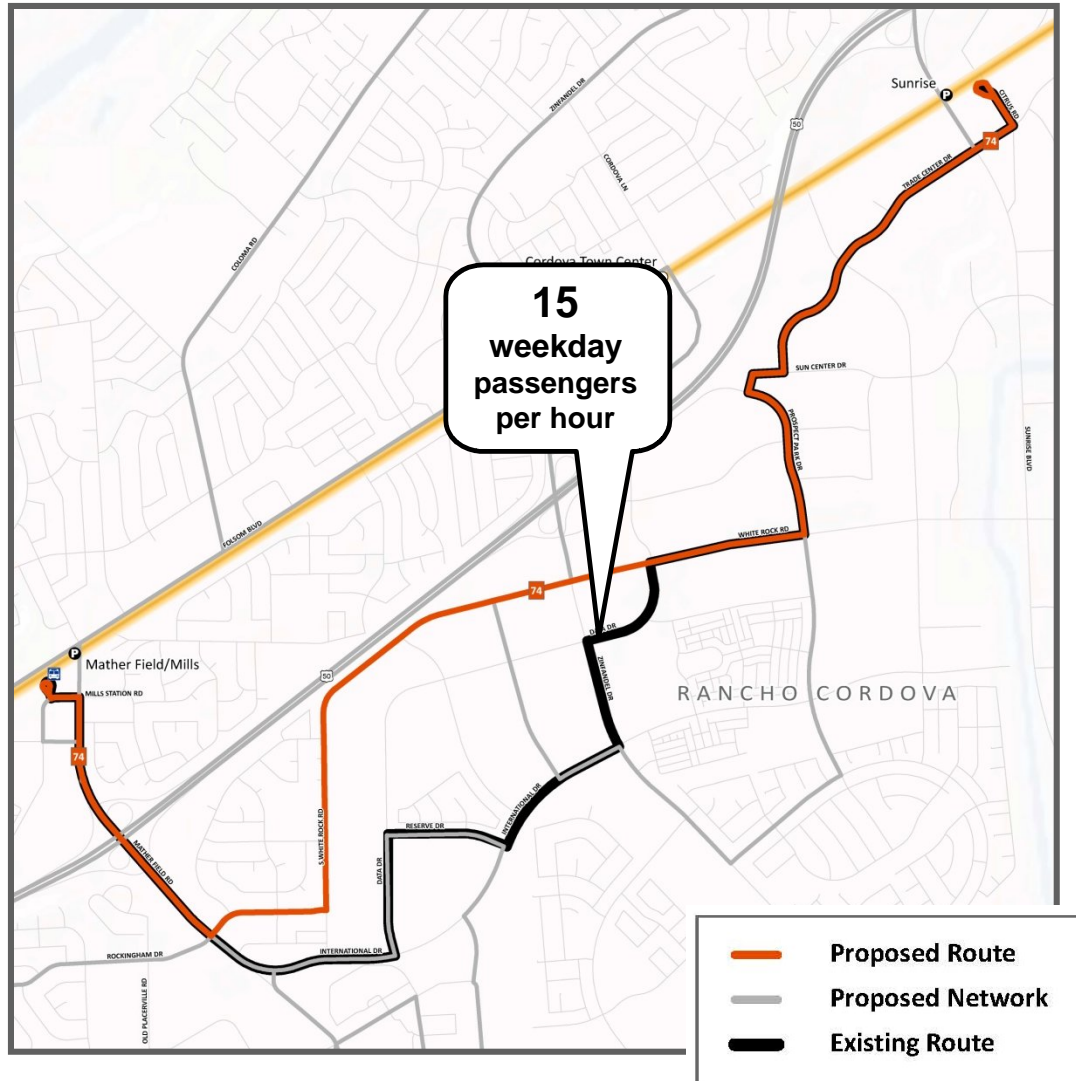 Sunrise
P
CITRUS RD
ZINFANDEL DR
50
74
TRADE CENTER DR
CORDOVA LN
COLOMA RD
Cordova Town Center
15
weekday
passengers
per hour
SUN CENTER DR
PROSPECT PARK DR
SUNRISE BLVD
FOLSOM BLVD
WHITE ROCK RD
74
DATA DR
P
Mather Field/Mills
50
ZINFANDEL DR
MILLS STATION RD
RANCHO CORDOVA
74
INTERNATIONAL DR
RESERVE DR
S WHITE ROCK RD
MATHER FIELD RD
DATA DR
INTERNATIONAL DR
ROCKINGHAM DR
OLD PLACERVILLE RD
Proposed Route
Proposed Network
Existing Route